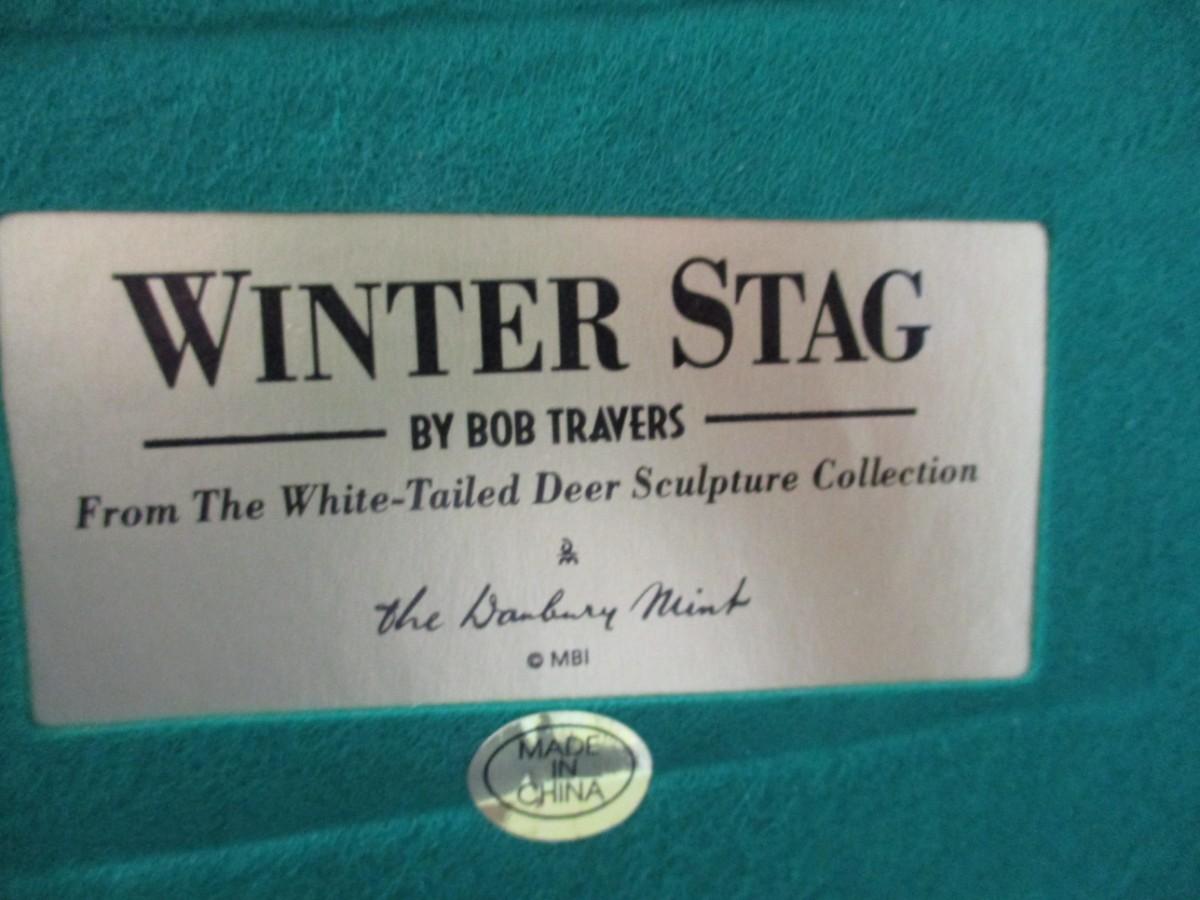 WINTER STAG
BY BOB TRAVERS
From The White-Tailed Deer Sculpture Collection
the Danbury Mint
© MBI
MADE
IN
CHINA